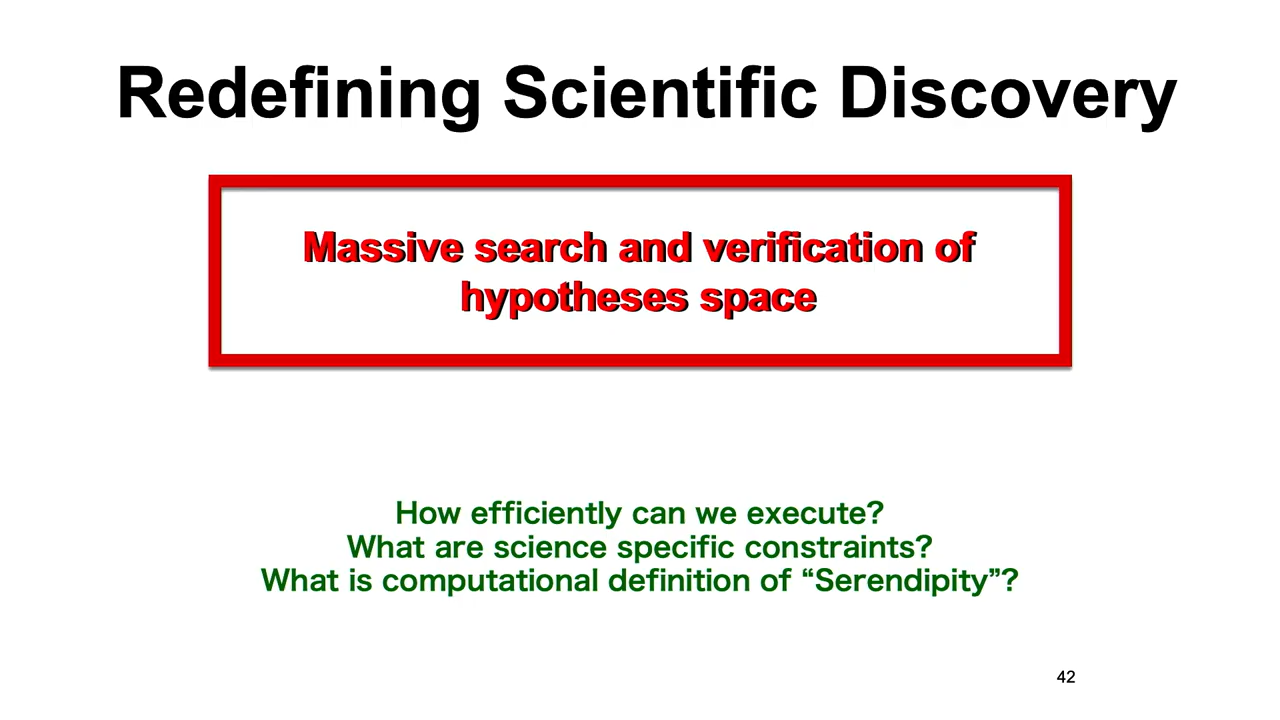 Redefining Scientific Discovery
Massive search and verification of
hypotheses space
How efficiently can we execute?
What are science specific constraints?
What is computational definition of “Serendipity”?
42